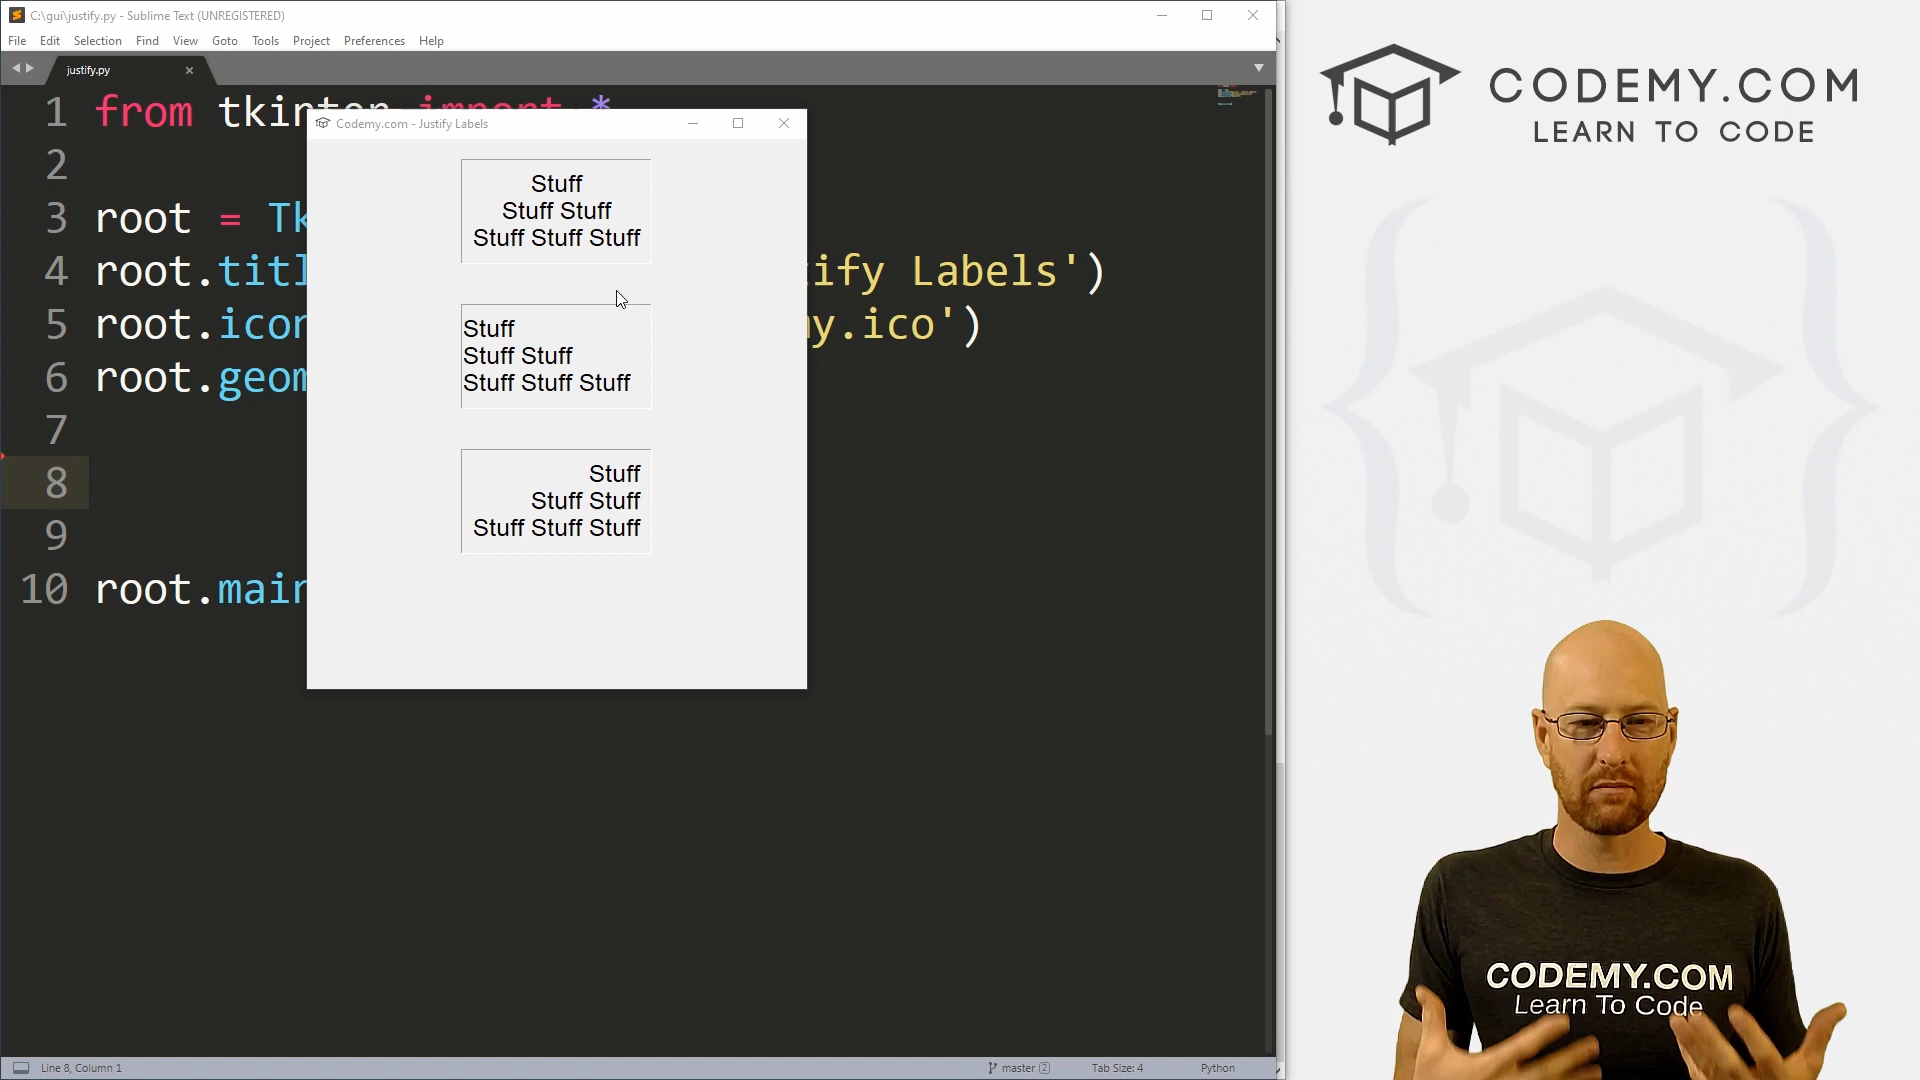 C:\gui\justify.py - Sublime Text (UNREGISTERED)
File Edit Selection Find View Goto Tools Project Preferences Help
justify.py
1 from tkinter import *
2
3 root = Tk
4 root.titl ify Labels')
5 root.icon my.ico')
6 root.geom
7
8
9
10 root.main
Codemy.com - Justify Labels
Stuff
Stuff Stuff
Stuff Stuff Stuff
Stuff
Stuff Stuff
Stuff Stuff Stuff
Stuff
Stuff Stuff
Stuff Stuff Stuff
Line 8, Column 1 master 2 Tab Size: 4 Python
CODEMY.COM
LEARN TO CODE
CODEMY.COM
Learn To Code